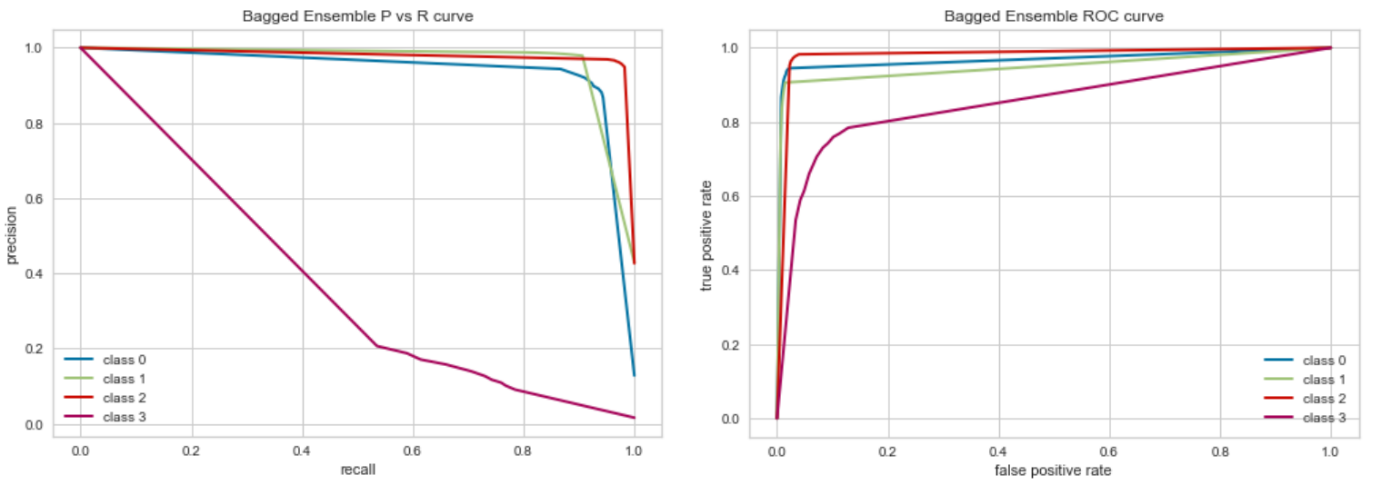 Bagged Ensemble P vs R curve
1.0
0.8
0.6
0.4
0.2
0.0
precision
class 0
class 1
class 2
class 3
0.0 0.2 0.4 0.6 0.8 1.0
recall
Bagged Ensemble ROC curve
1.0
0.8
0.6
0.4
0.2
0.0
true positive rate
class 0
class 1
class 2
class 3
0.0 0.2 0.4 0.6 0.8 1.0
false positive rate